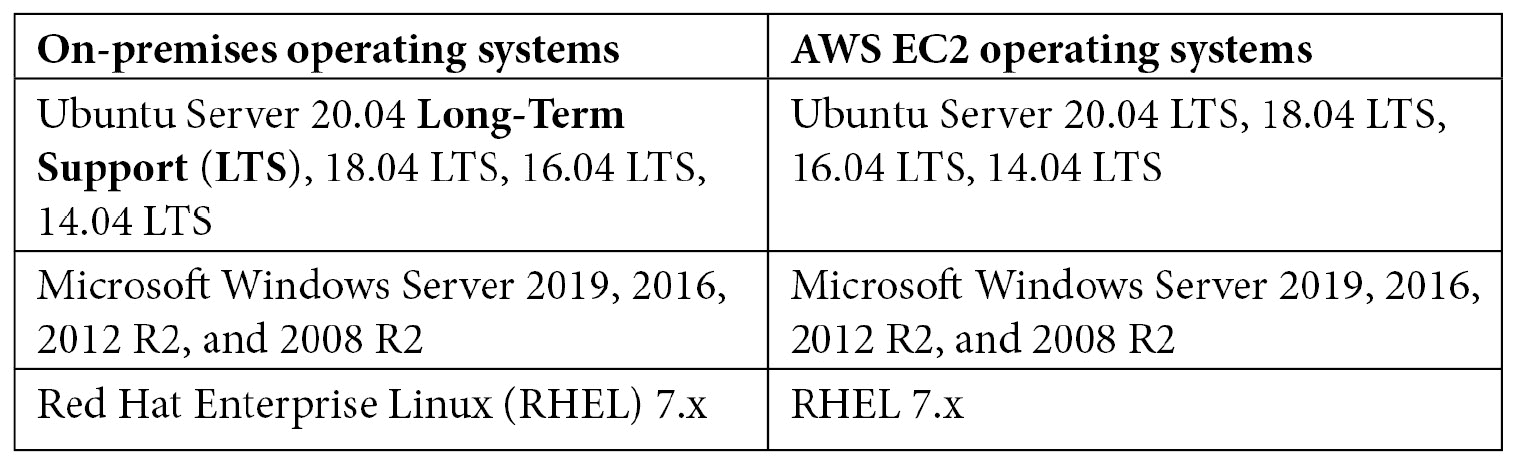 On-premises operating systems
AWS EC2 operating systems
Ubuntu Server 20.04 Long-Term
Support (LTS), 18.04 LTS, 16.04 LTS,
14.04 LTS
Ubuntu Server 20.04 LTS, 18.04 LTS,
16.04 LTS, 14.04 LTS
Microsoft Windows Server 2019, 2016,
2012 R2, and 2008 R2
Microsoft Windows Server 2019, 2016,
2012 R2, and 2008 R2
Red Hat Enterprise Linux (RHEL) 7.x
RHEL 7.x